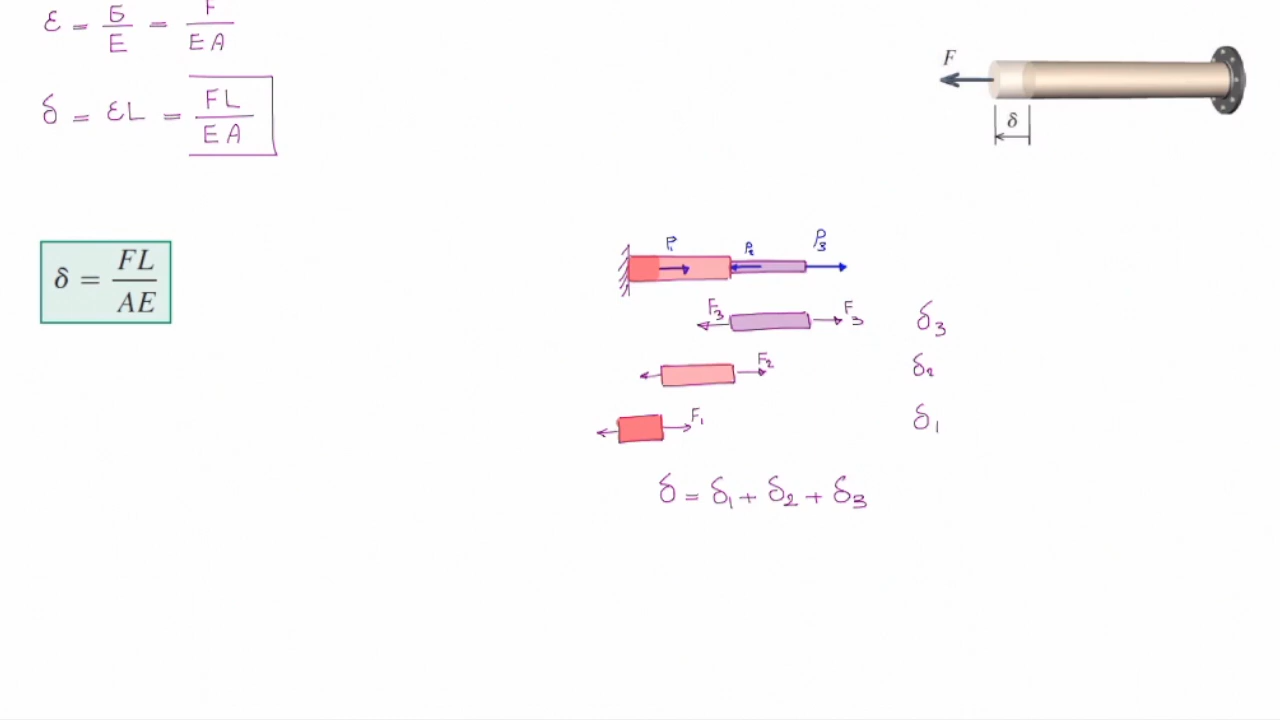 ε = б/E = F/EA
δ = εL = FL/EA
F
δ
δ = FL/AE
P₁ P₂ P₃
F₃ F₃ δ₃
F₂ δ₂
F₁ δ₁
δ = δ₁ + δ₂ + δ₃